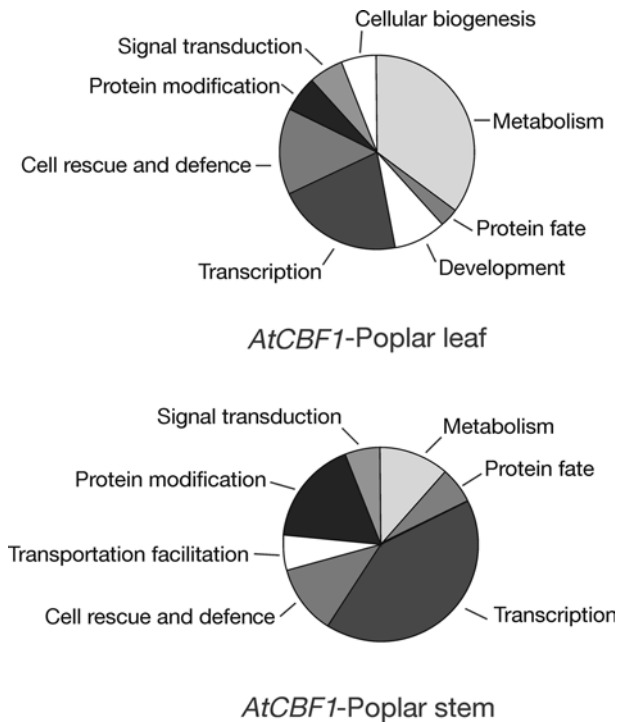 Cellular biogenesis
Signal transduction
Protein modification
Metabolism
Cell rescue and defence
Protein fate
Transcription
Development
AtCBF1-Poplar leaf
Signal transduction
Metabolism
Protein fate
Protein modification
Transportation facilitation
Cell rescue and defence
Transcription
AtCBF1-Poplar stem